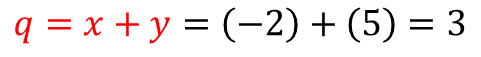 q = x + y = (−2) + (5) = 3